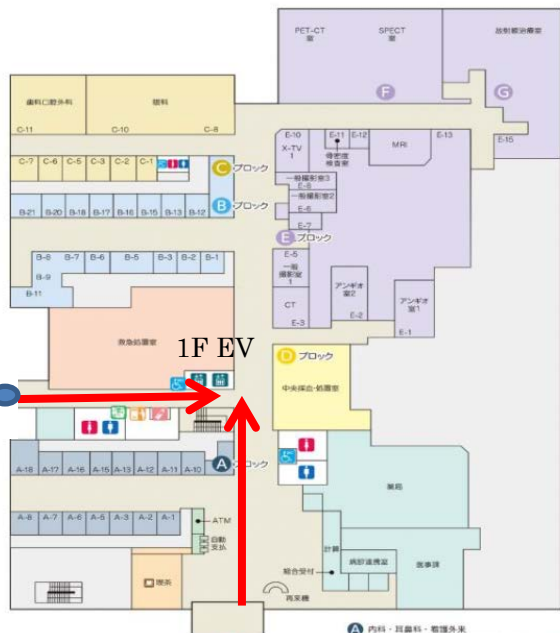 PET-CT
室
SPECT
室
放射線治療室
F
G
歯科口腔外科
眼科
C-11
C-10
C-8
E-10
X-TV
1
E-11
E-12
骨密度
検査室
MRI
E-13
E-15
C-7
C-6
C-5
C-3
C-2
C-1
C ブロック
一般撮影室3
E-8
一般撮影室2
E-6
E-7
B-21
B-20
B-18
B-17
B-16
B-15
B-13
B-12
B ブロック
E ブロック
B-8
B-7
B-6
B-5
B-3
B-2
B-1
B-9
B-11
E-5
一般
撮影室
1
CT
E-3
アンギオ
室2
E-2
アンギオ
室1
E-1
救急処置室
1F EV
D ブロック
中央採血・処置室
A-18
A-17
A-16
A-15
A-13
A-12
A-11
A-10
A ブロック
薬局
A-8
A-7
A-6
A-5
A-3
A-2
A-1
ATM
自動
支払
計算
病診連携室
医事課
総合受付
喫茶
再来機
A 内科・耳鼻科・看護外来